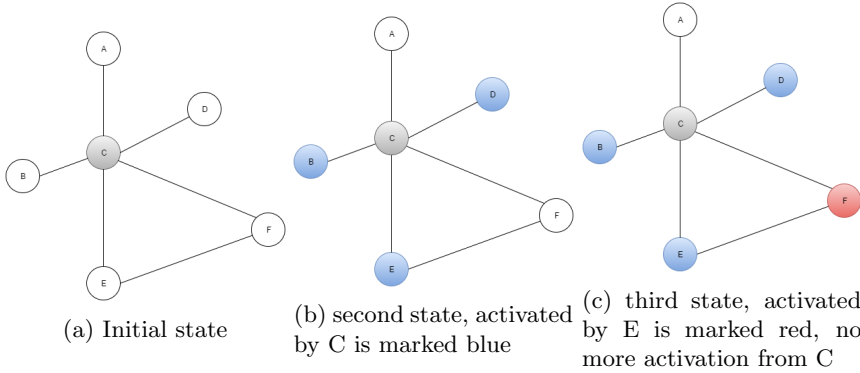 A
D
C
B
F
E
(a) Initial state
A
D
C
B
F
E
(b) second state, activated
by C is marked blue
A
D
C
B
F
E
(c) third state, activated
by E is marked red, no
more activation from C